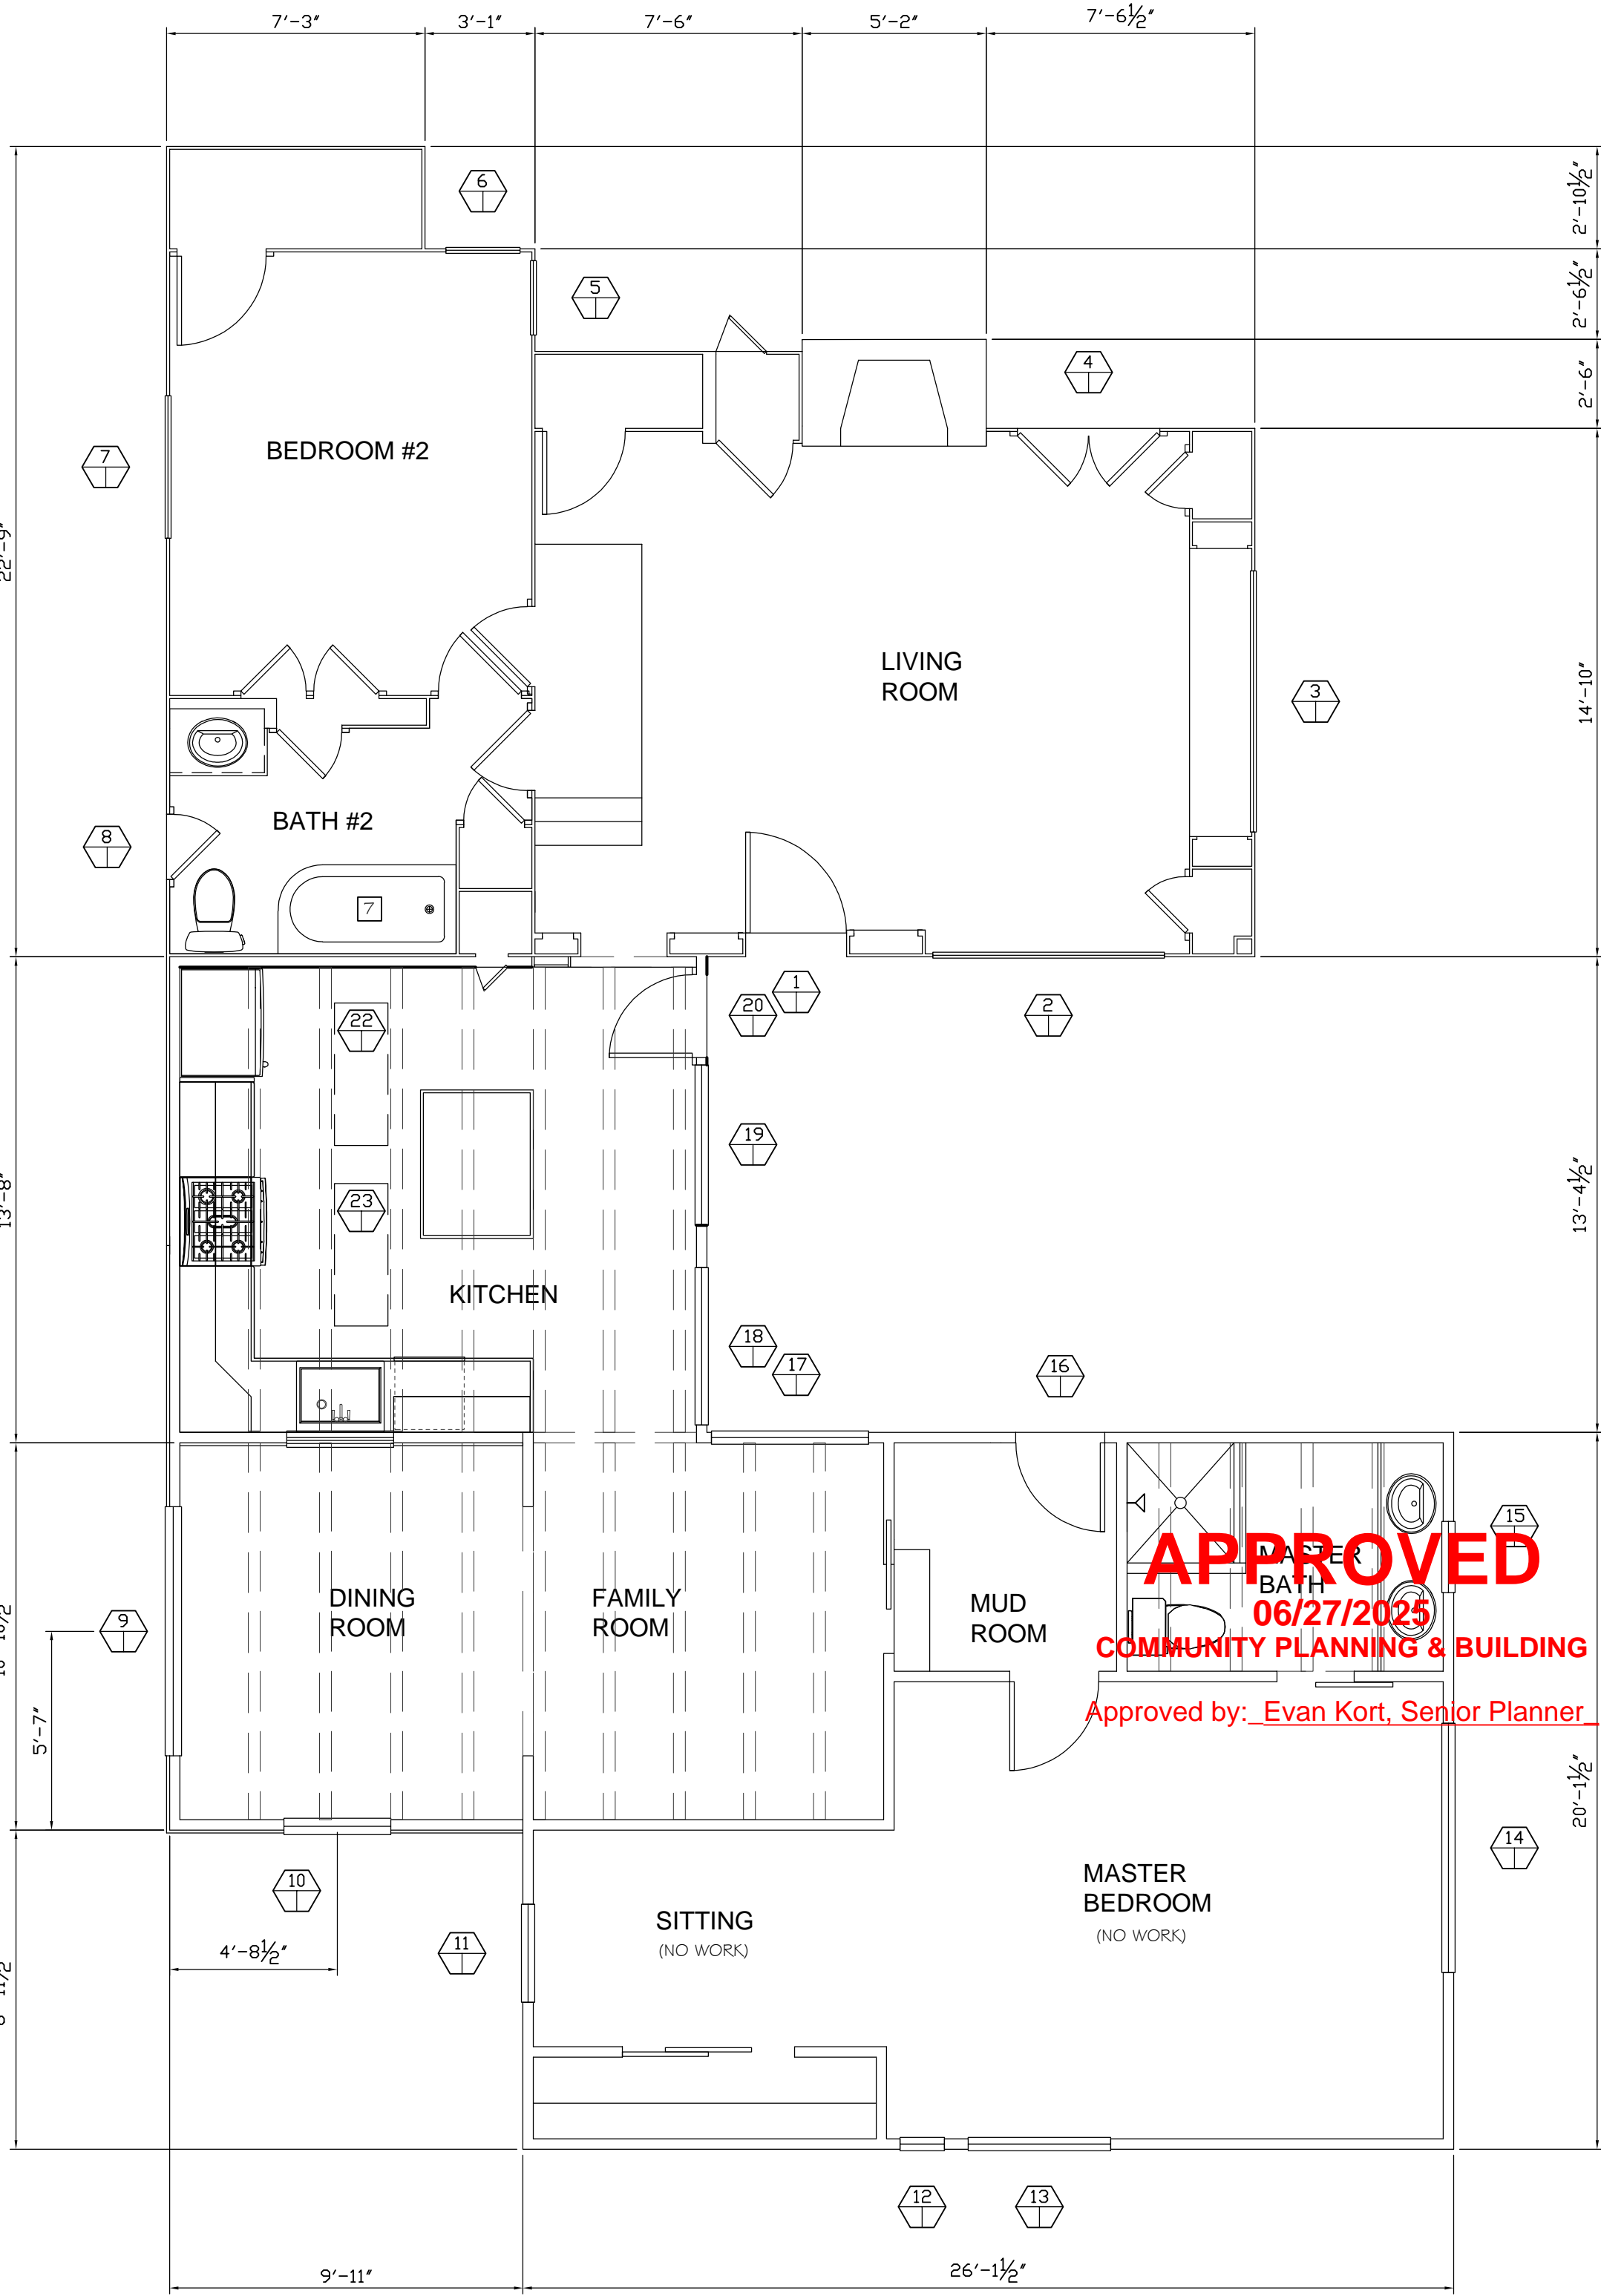 7'-3" 3'-1" 7'-6" 5'-2" 7'-6½"
2'-10½"
6
2'-6½"
5
4
2'-6"
BEDROOM #2
7
22'-9"
LIVING
ROOM
3
14'-10"
BATH #2
8
7
1
20
2
22
19
13'-8"
13'-4½"
23
KITCHEN
18
17
16
15
APPROVED
MASTER
BATH
06/27/2025
COMMUNITY PLANNING & BUILDING
Approved by:_Evan Kort, Senior Planner_
DINING
ROOM
FAMILY
ROOM
MUD
ROOM
9
5'-7"
20'-1½"
14
10
MASTER
BEDROOM
(NO WORK)
SITTING
(NO WORK)
11
4'-8½"
12
13
9'-11"
26'-1½"